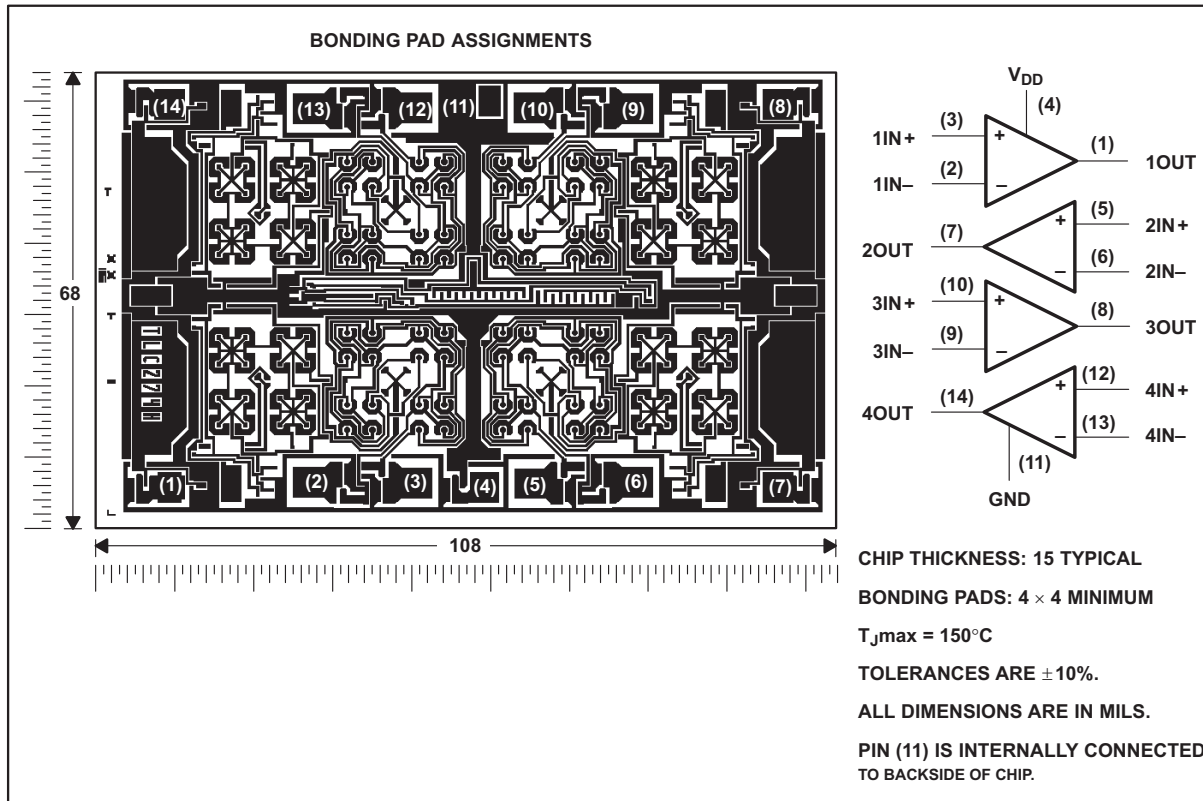 BONDING PAD ASSIGNMENTS
(14)
(13)
(12)
(11)
(10)
(9)
(8)
68
TLC274H
(1)
(2)
(3)
(4)
(5)
(6)
(7)
108
VDD
(4)
1IN+
(3)
1IN–
(2)
+
–
(1)
1OUT
2OUT
(7)
+
–
(5)
2IN+
(6)
2IN–
3IN+
(10)
3IN–
(9)
+
–
(8)
3OUT
4OUT
(14)
+
–
(12)
4IN+
(13)
4IN–
(11)
GND
CHIP THICKNESS: 15 TYPICAL
BONDING PADS: 4 × 4 MINIMUM
TJmax = 150°C
TOLERANCES ARE ±10%.
ALL DIMENSIONS ARE IN MILS.
PIN (11) IS INTERNALLY CONNECTED
TO BACKSIDE OF CHIP.